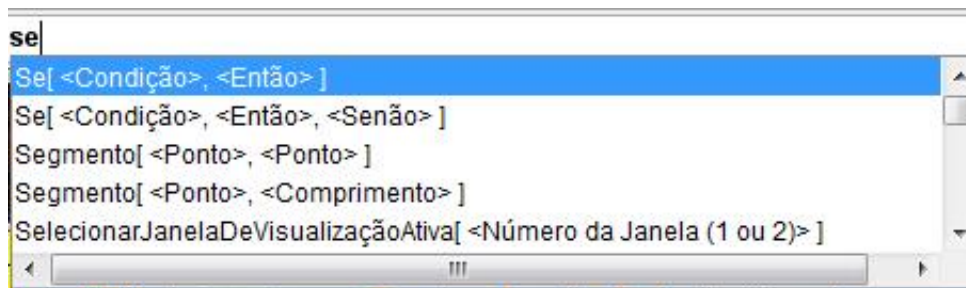 se
Se[ <Condição>, <Então> ]
Se[ <Condição>, <Então>, <Senão> ]
Segmento[ <Ponto>, <Ponto> ]
Segmento[ <Ponto>, <Comprimento> ]
SelecionarJanelaDeVisualizaçãoAtiva[ <Número da Janela (1 ou 2)> ]